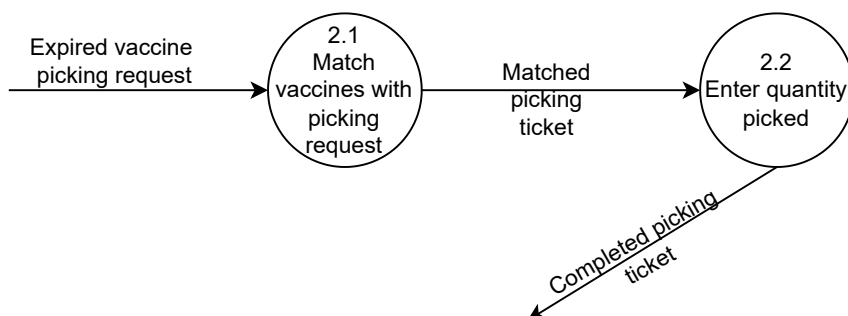 Expired vaccine
picking request
2.1
Match
vaccines with
picking
request
Matched
picking
ticket
2.2
Enter quantity
picked
Completed picking
ticket